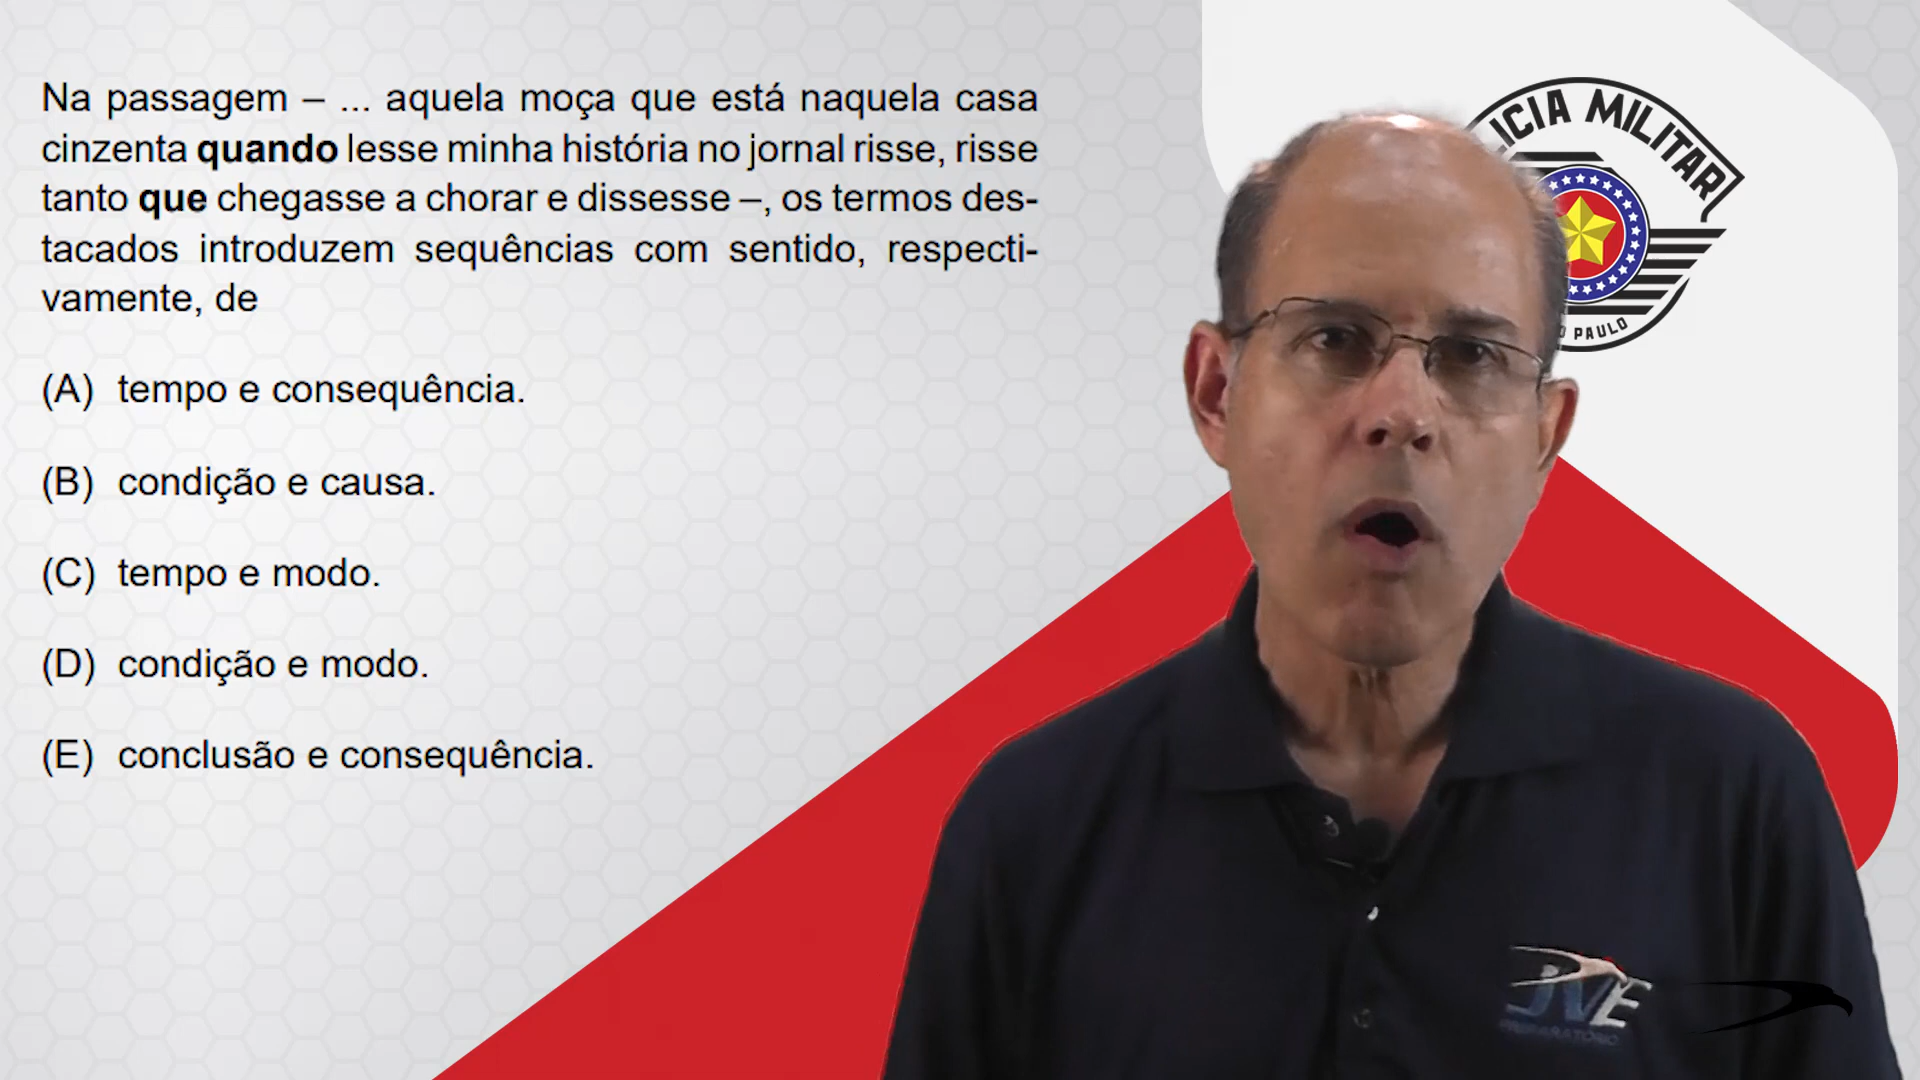 Na passagem – ... aquela moça que está naquela casa
cinzenta quando lesse minha história no jornal risse, risse
tanto que chegasse a chorar e dissesse –, os termos des-
tacados introduzem sequências com sentido, respecti-
vamente, de
(A) tempo e consequência.
(B) condição e causa.
(C) tempo e modo.
(D) condição e modo.
(E) conclusão e consequência.
MILITAR
PAULO